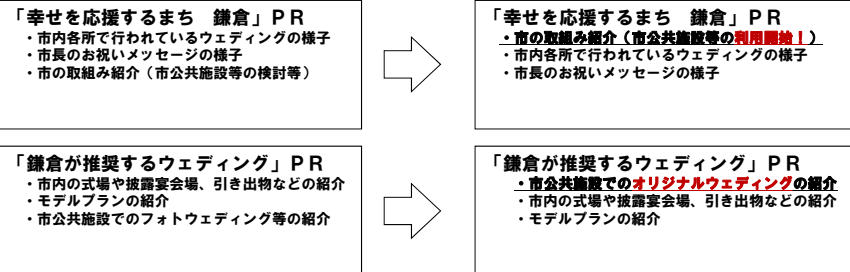 「幸せを応援するまち　鎌倉」ＰＲ
・市内各所で行われているウェディングの様子
・市長のお祝いメッセージの様子
・市の取組み紹介（市公共施設等の検討等）
「幸せを応援するまち　鎌倉」ＰＲ
・市の取組み紹介（市公共施設等の利用開始！）
・市内各所で行われているウェディングの様子
・市長のお祝いメッセージの様子
「鎌倉が推奨するウェディング」ＰＲ
・市内の式場や披露宴会場、引き出物などの紹介
・モデルプランの紹介
・市公共施設でのフォトウェディング等の紹介
「鎌倉が推奨するウェディング」ＰＲ
・市公共施設でのオリジナルウェディングの紹介
・市内の式場や披露宴会場、引き出物などの紹介
・モデルプランの紹介